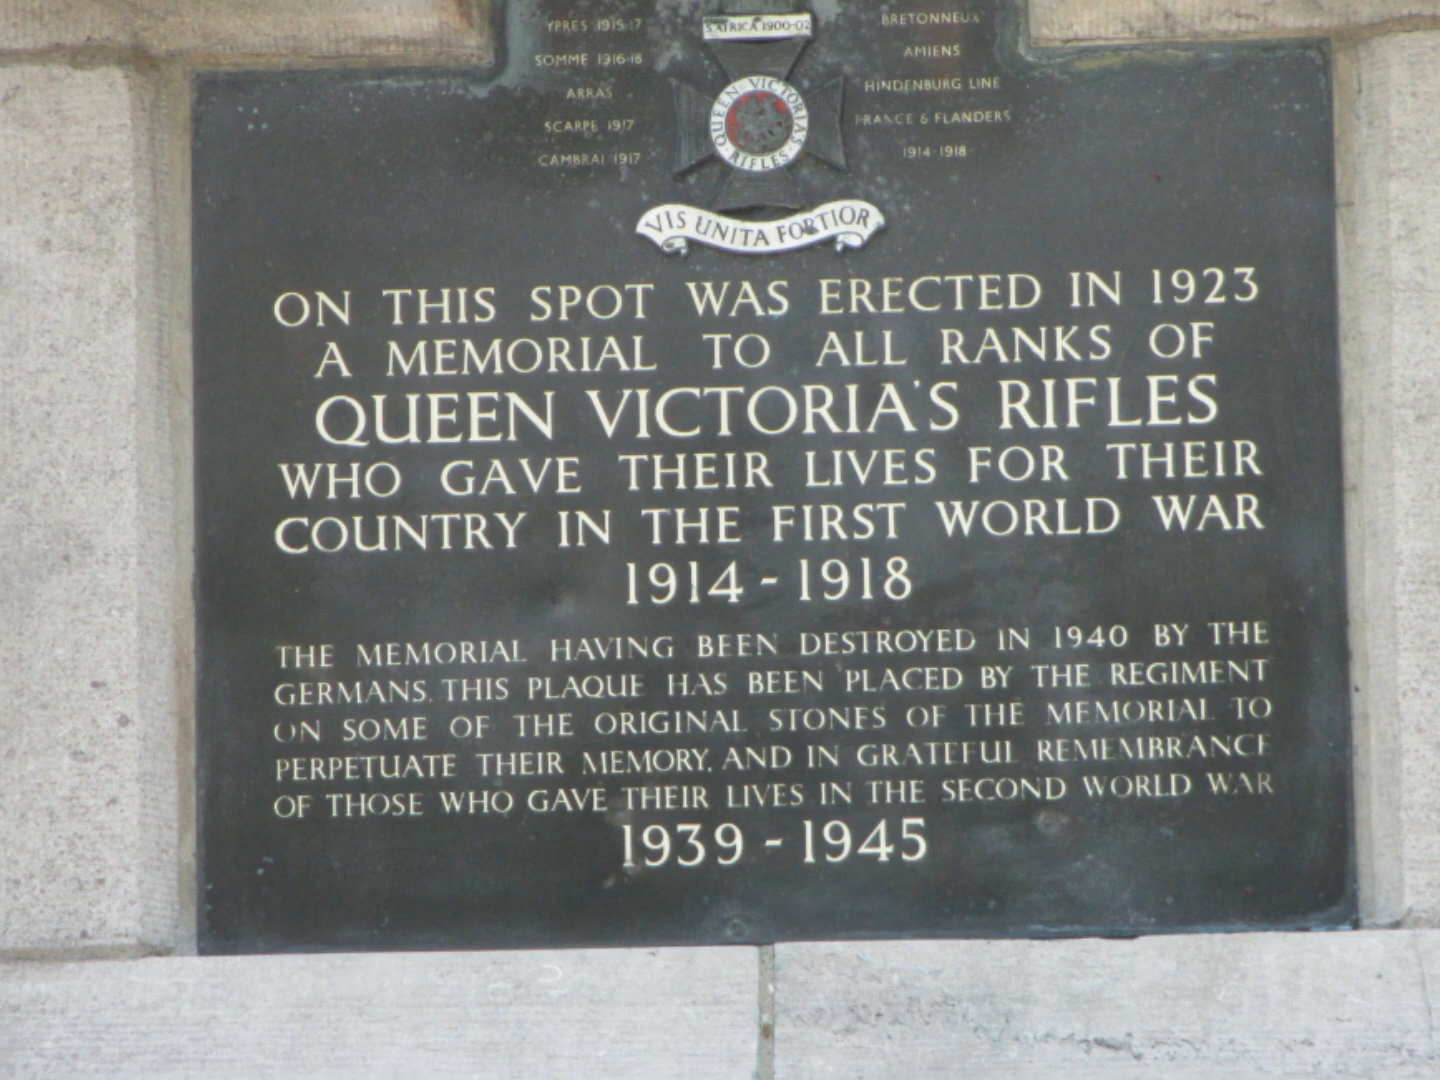 YPRES 1915-17
SOMME 1916-18
ARRAS
SCARPE 1917
CAMBRAI 1917
S. AFRICA 1900-02
QUEEN VICTORIA'S
RIFLES
BRETONNEUX
AMIENS
HINDENBURG LINE
FRANCE & FLANDERS
1914-1918
VIS UNITA FORTIOR
ON THIS SPOT WAS ERECTED IN 1923
A MEMORIAL TO ALL RANKS OF
QUEEN VICTORIA'S RIFLES
WHO GAVE THEIR LIVES FOR THEIR
COUNTRY IN THE FIRST WORLD WAR
1914-1918
THE MEMORIAL HAVING BEEN DESTROYED IN 1940 BY THE
GERMANS. THIS PLAQUE HAS BEEN PLACED BY THE REGIMENT
ON SOME OF THE ORIGINAL STONES OF THE MEMORIAL TO
PERPETUATE THEIR MEMORY, AND IN GRATEFUL REMEMBRANCE
OF THOSE WHO GAVE THEIR LIVES IN THE SECOND WORLD WAR
1939-1945